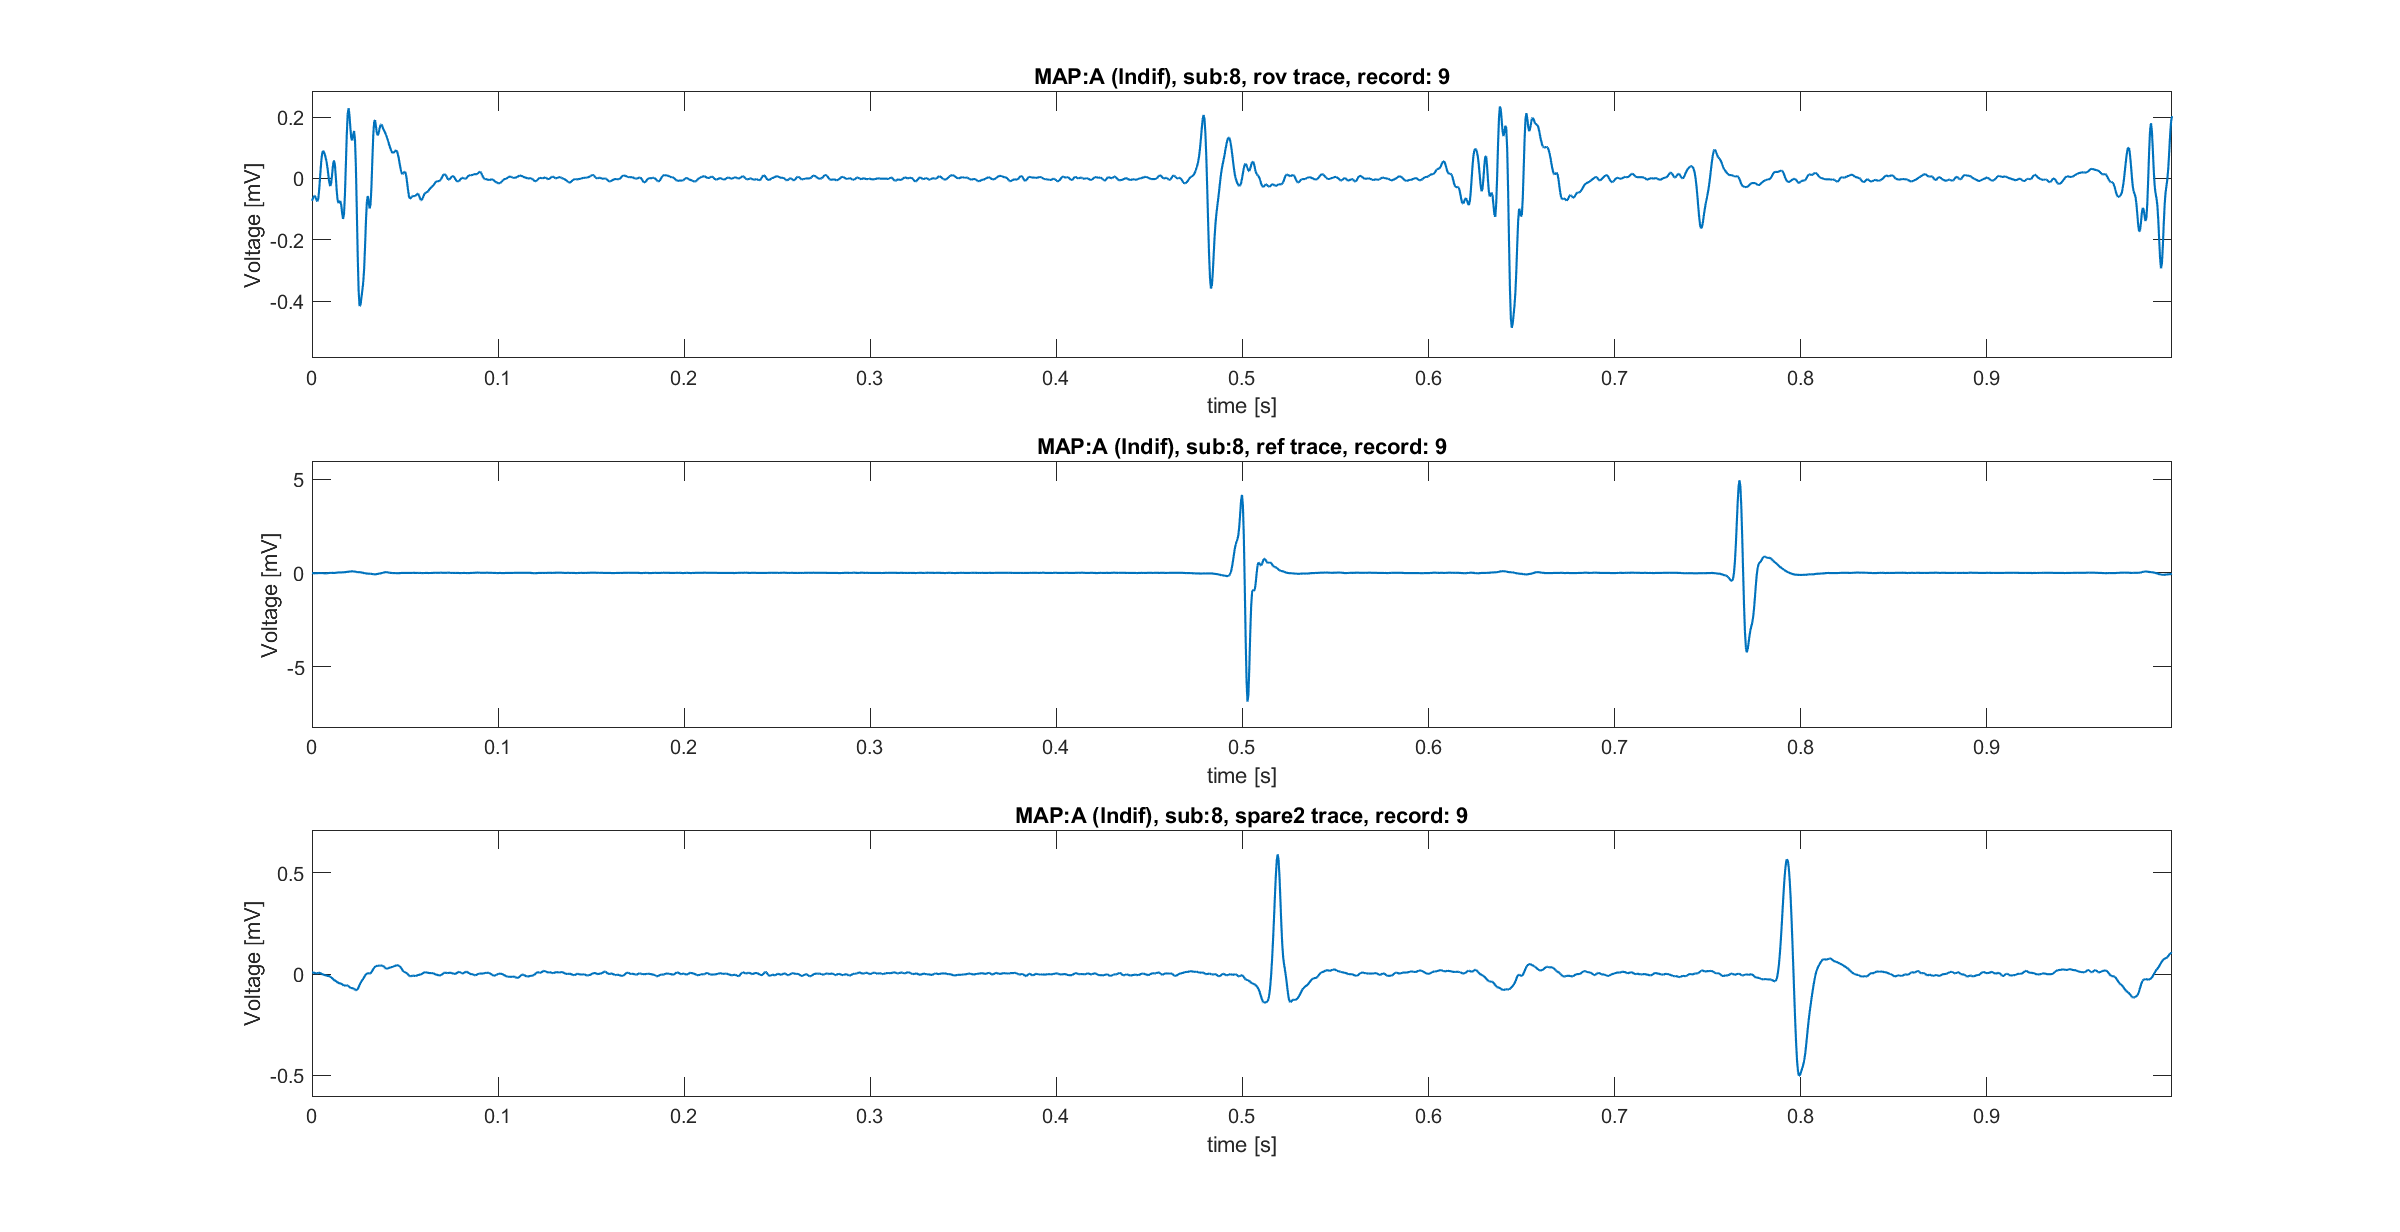 MAP:A (Indif), sub:8, rov trace, record: 9
Voltage [mV]
0.2
0
-0.2
-0.4
0 0.1 0.2 0.3 0.4 0.5 0.6 0.7 0.8 0.9
time [s]
MAP:A (Indif), sub:8, ref trace, record: 9
Voltage [mV]
5
0
-5
0 0.1 0.2 0.3 0.4 0.5 0.6 0.7 0.8 0.9
time [s]
MAP:A (Indif), sub:8, spare2 trace, record: 9
Voltage [mV]
0.5
0
-0.5
0 0.1 0.2 0.3 0.4 0.5 0.6 0.7 0.8 0.9
time [s]